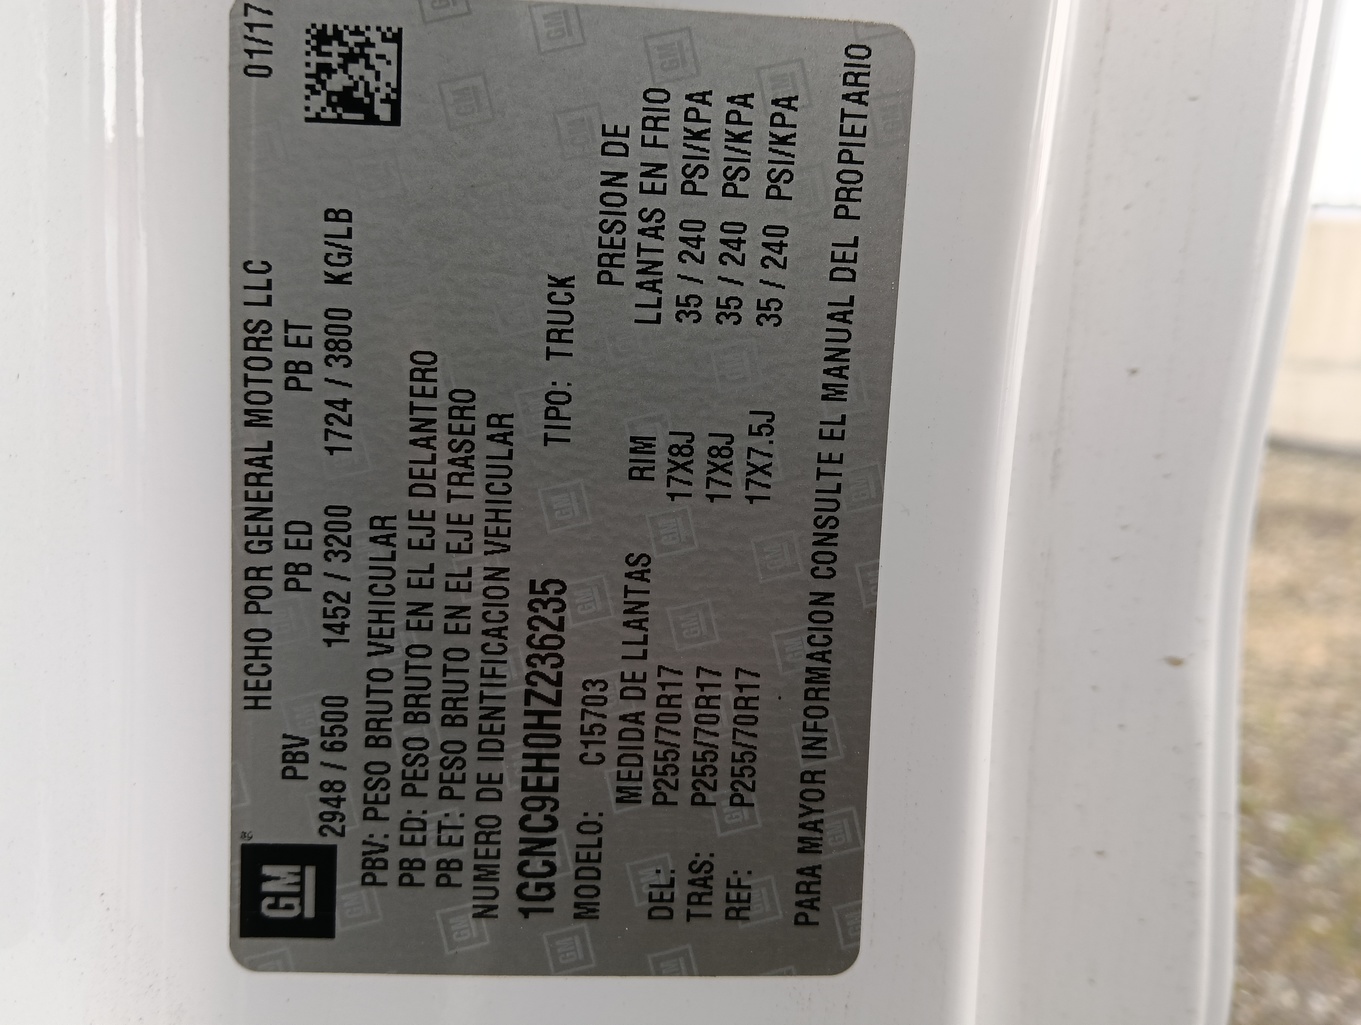 GM
HECHO POR GENERAL MOTORS LLC 01/17
PBV PB ED PB ET
2948 / 6500 1452 / 3200 1724 / 3800 KG/LB
PBV: PESO BRUTO VEHICULAR
PB ED: PESO BRUTO EN EL EJE DELANTERO
PB ET: PESO BRUTO EN EL EJE TRASERO
NUMERO DE IDENTIFICACION VEHICULAR
1GCNC9EH0HZ236235 TIPO: TRUCK
MODELO: C15703
PRESION DE
MEDIDA DE LLANTAS RIM LLANTAS EN FRIO
DEL: P255/70R17 17X8J 35 / 240 PSI/KPA
TRAS: P255/70R17 17X8J 35 / 240 PSI/KPA
REF: P255/70R17 17X7.5J 35 / 240 PSI/KPA
PARA MAYOR INFORMACION CONSULTE EL MANUAL DEL PROPIETARIO